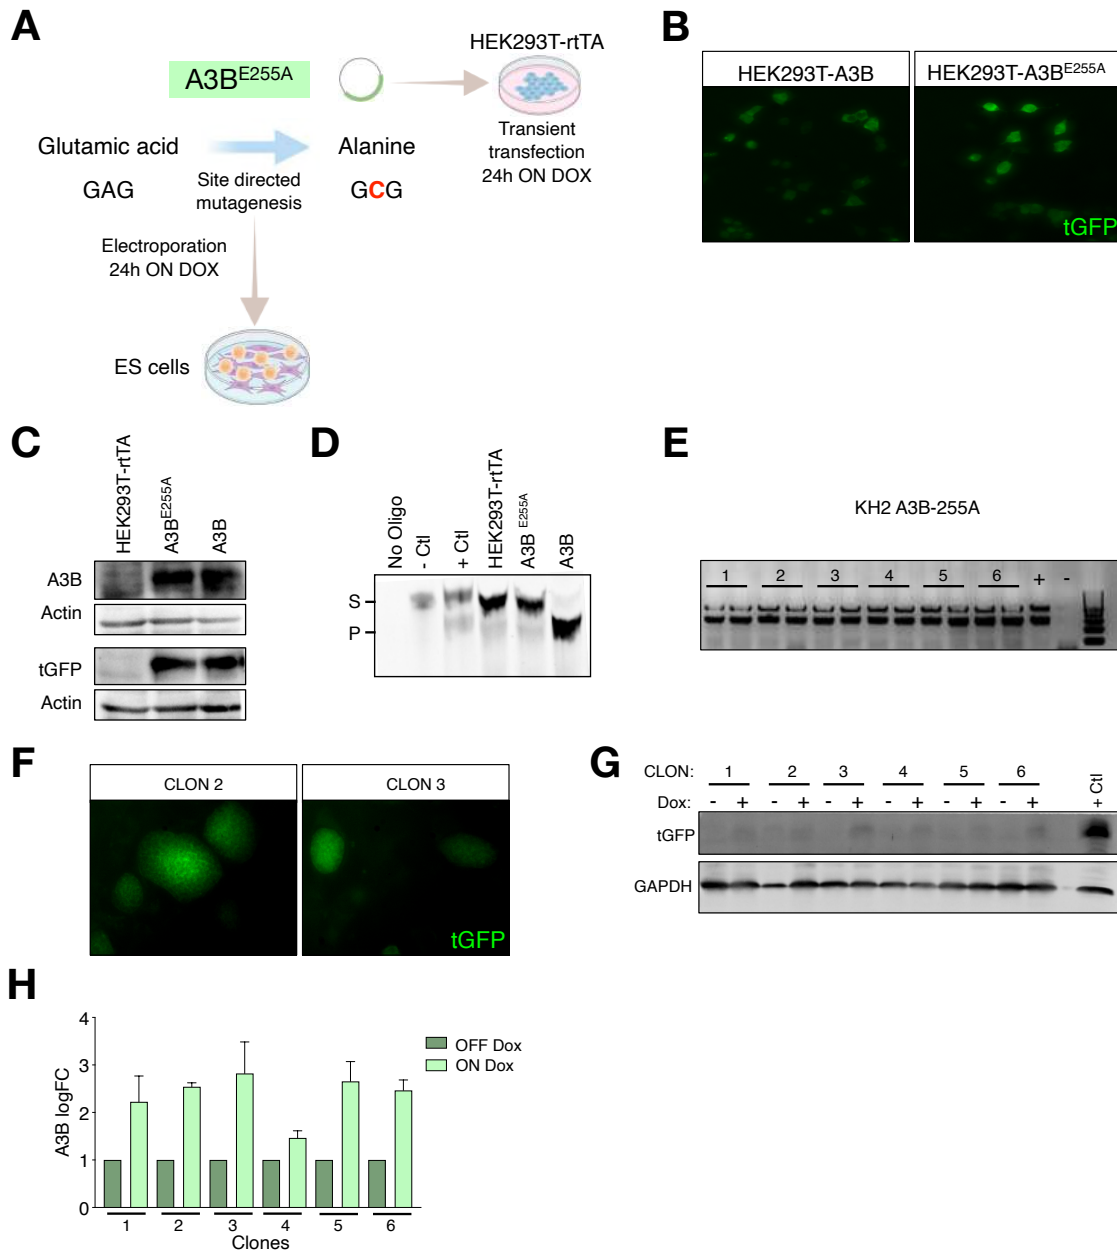 A
A3B^E255A
HEK293T-rtTA
Glutamic acid
Alanine
GAG
Site directed
mutagenesis
GCG
Transient
transfection
24h ON DOX
Electroporation
24h ON DOX
ES cells
B
HEK293T-A3B
HEK293T-A3B^E255A
tGFP
C
HEK293T-rtTA
A3B^E255A
A3B
A3B
Actin
tGFP
Actin
D
No Oligo
- Ctl
+ Ctl
HEK293T-rtTA
A3B ^E255A
A3B
S
P
E
KH2 A3B-255A
1 2 3 4 5 6 + -
F
CLON 2
CLON 3
tGFP
G
CLON: 1 2 3 4 5 6
+ Ctl
Dox: - + - + - + - + - + - +
tGFP
GAPDH
H
A3B logFC
4
3
2
1
0
OFF Dox
ON Dox
1 2 3 4 5 6
Clones